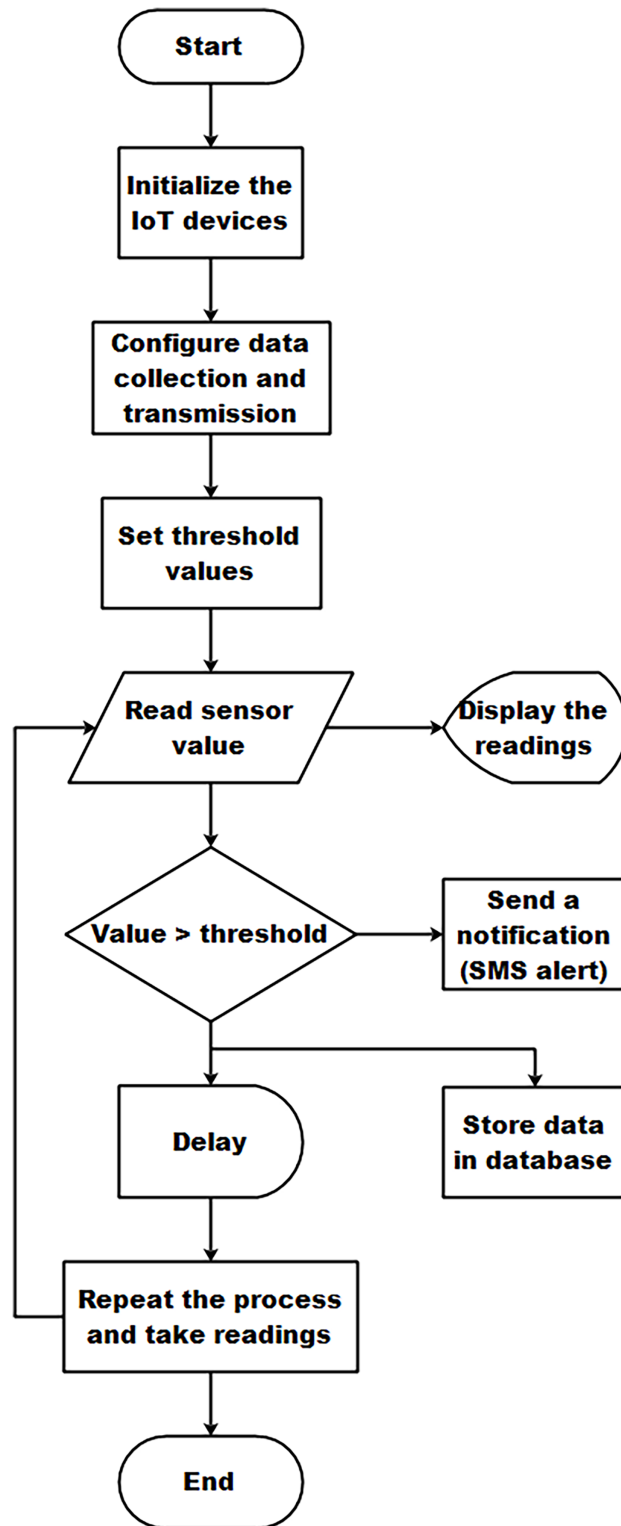 Start
Initialize the
IoT devices
Configure data
collection and
transmission
Set threshold
values
Read sensor
value
Display the
readings
Value > threshold
Send a
notification
(SMS alert)
Delay
Store data
in database
Repeat the process
and take readings
End